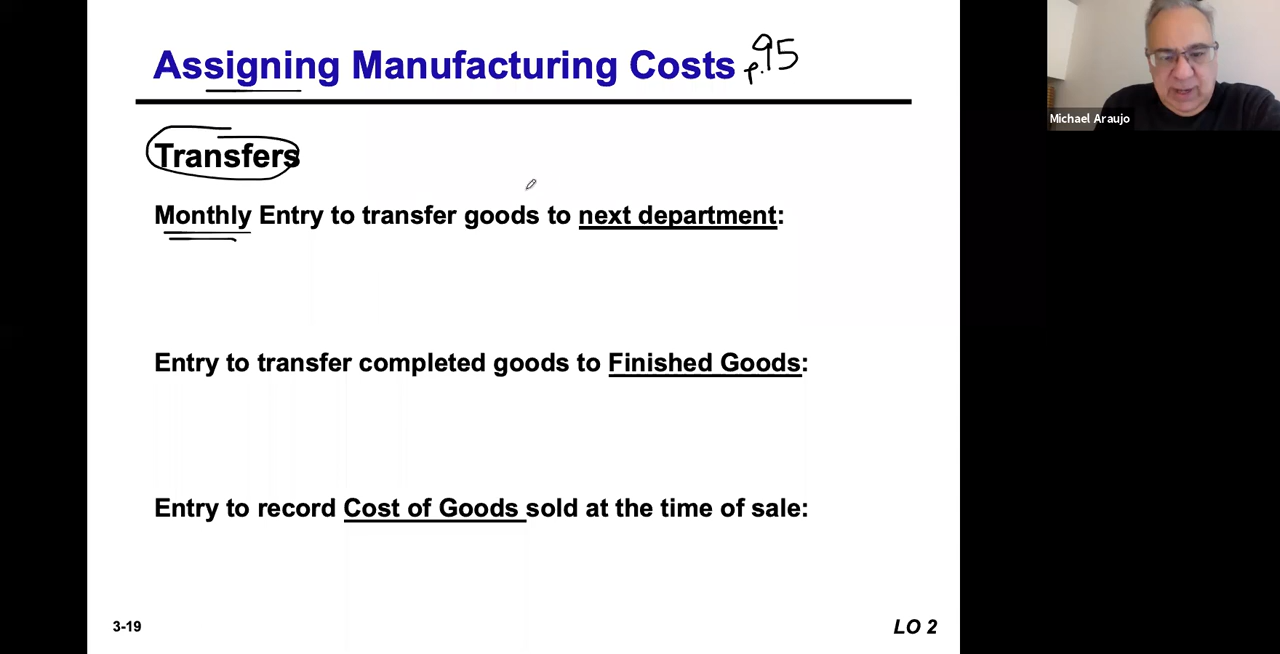 Assigning Manufacturing Costs p.95
Michael Araujo
Transfers
Monthly Entry to transfer goods to next department:
Entry to transfer completed goods to Finished Goods:
Entry to record Cost of Goods sold at the time of sale:
3-19
LO 2